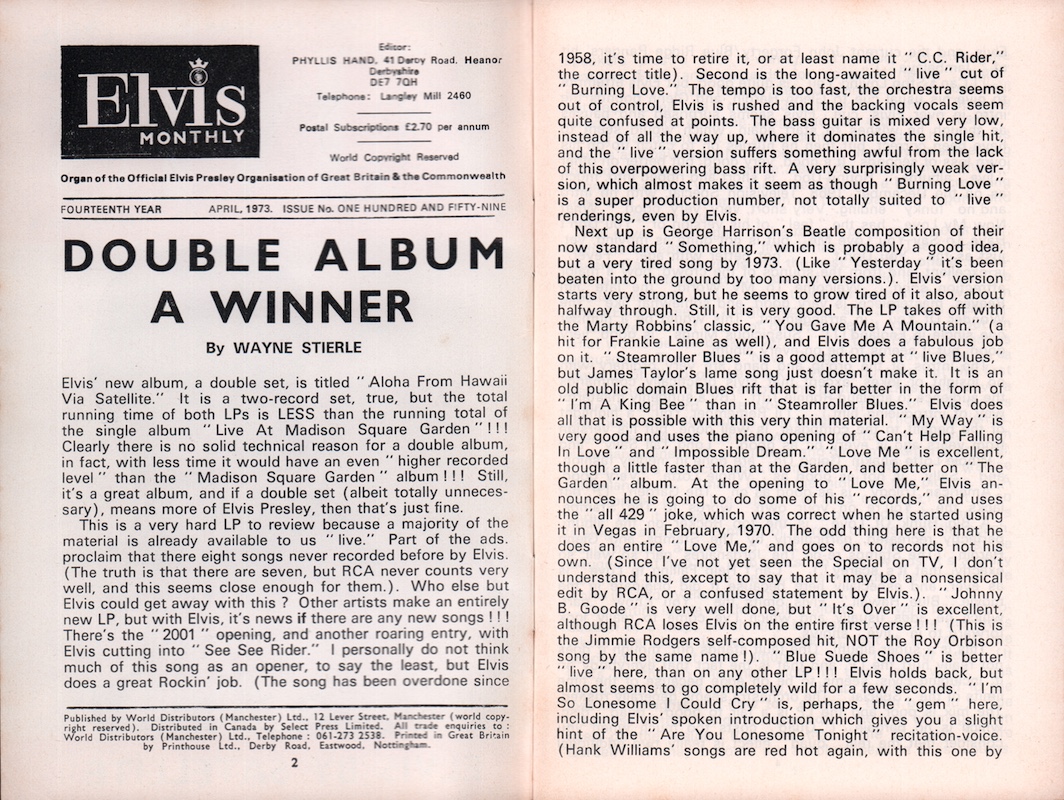 Elvis
MONTHLY
Editor:
PHYLLIS HAND, 41 Darcy Road, Heanor
Derbyshire
DE7 7QH
Telephone: Langley Mill 2460
Postal Subscriptions £2.70 per annum
World Copyright Reserved
Organ of the Official Elvis Presley Organisation of Great Britain & the Commonwealth
FOURTEENTH YEAR APRIL, 1973. ISSUE No. ONE HUNDRED AND FIFTY-NINE
DOUBLE ALBUM
A WINNER
By WAYNE STIERLE
Elvis' new album, a double set, is titled "Aloha From Hawaii
Via Satellite." It is a two-record set, true, but the total
running time of both LPs is LESS than the running total of
the single album "Live At Madison Square Garden"!!!
Clearly there is no solid technical reason for a double album,
in fact, with less time it would have an even "higher recorded
level" than the "Madison Square Garden" album!!! Still,
it's a great album, and if a double set (albeit totally unneces-
sary), means more of Elvis Presley, then that's just fine.
This is a very hard LP to review because a majority of the
material is already available to us "live." Part of the ads.
proclaim that there eight songs never recorded before by Elvis.
(The truth is that there are seven, but RCA never counts very
well, and this seems close enough for them.). Who else but
Elvis could get away with this? Other artists make an entirely
new LP, but with Elvis, it's news if there are any new songs!!!
There's the "2001" opening, and another roaring entry, with
Elvis cutting into "See See Rider." I personally do not think
much of this song as an opener, to say the least, but Elvis
does a great Rockin' job. (The song has been overdone since
Published by World Distributors (Manchester) Ltd., 12 Lever Street, Manchester (world copy-
right reserved). Distributed in Canada by Select Press Limited. All trade enquiries to:
World Distributors (Manchester) Ltd., Telephone: 061-273 2538. Printed in Great Britain
by Printhouse Ltd., Derby Road, Eastwood, Nottingham.
2
1958, it's time to retire it, or at least name it "C.C. Rider,"
the correct title). Second is the long-awaited "live" cut of
"Burning Love." The tempo is too fast, the orchestra seems
out of control, Elvis is rushed and the backing vocals seem
quite confused at points. The bass guitar is mixed very low,
instead of all the way up, where it dominates the single hit,
and the "live" version suffers something awful from the lack
of this overpowering bass rift. A very surprisingly weak ver-
sion, which almost makes it seem as though "Burning Love"
is a super production number, not totally suited to "live"
renderings, even by Elvis.
Next up is George Harrison's Beatle composition of their
now standard "Something," which is probably a good idea,
but a very tired song by 1973. (Like "Yesterday" it's been
beaten into the ground by too many versions.). Elvis' version
starts very strong, but he seems to grow tired of it also, about
halfway through. Still, it is very good. The LP takes off with
the Marty Robbins' classic, "You Gave Me A Mountain." (a
hit for Frankie Laine as well), and Elvis does a fabulous job
on it. "Steamroller Blues" is a good attempt at "live Blues,"
but James Taylor's lame song just doesn't make it. It is an
old public domain Blues rift that is far better in the form of
"I'm A King Bee" than in "Steamroller Blues." Elvis does
all that is possible with this very thin material. "My Way" is
very good and uses the piano opening of "Can't Help Falling
In Love" and "Impossible Dream." "Love Me" is excellent,
though a little faster than at the Garden, and better on "The
Garden" album. At the opening to "Love Me," Elvis an-
nounces he is going to do some of his "records," and uses
the "all 429" joke, which was correct when he started using
it in Vegas in February, 1970. The odd thing here is that he
does an entire "Love Me," and goes on to records not his
own. (Since I've not yet seen the Special on TV, I don't
understand this, except to say that it may be a nonsensical
edit by RCA, or a confused statement by Elvis.). "Johnny
B. Goode" is very well done, but "It's Over" is excellent,
although RCA loses Elvis on the entire first verse!!! (This is
the Jimmie Rodgers self-composed hit, NOT the Roy Orbison
song by the same name!). "Blue Suede Shoes" is better
"live" here, than on any other LP!!! Elvis holds back, but
almost seems to go completely wild for a few seconds. "I'm
So Lonesome I Could Cry" is, perhaps, the "gem" here,
including Elvis' spoken introduction which gives you a slight
hint of the "Are You Lonesome Tonight" recitation-voice.
(Hank Williams' songs are red hot again, with this one by